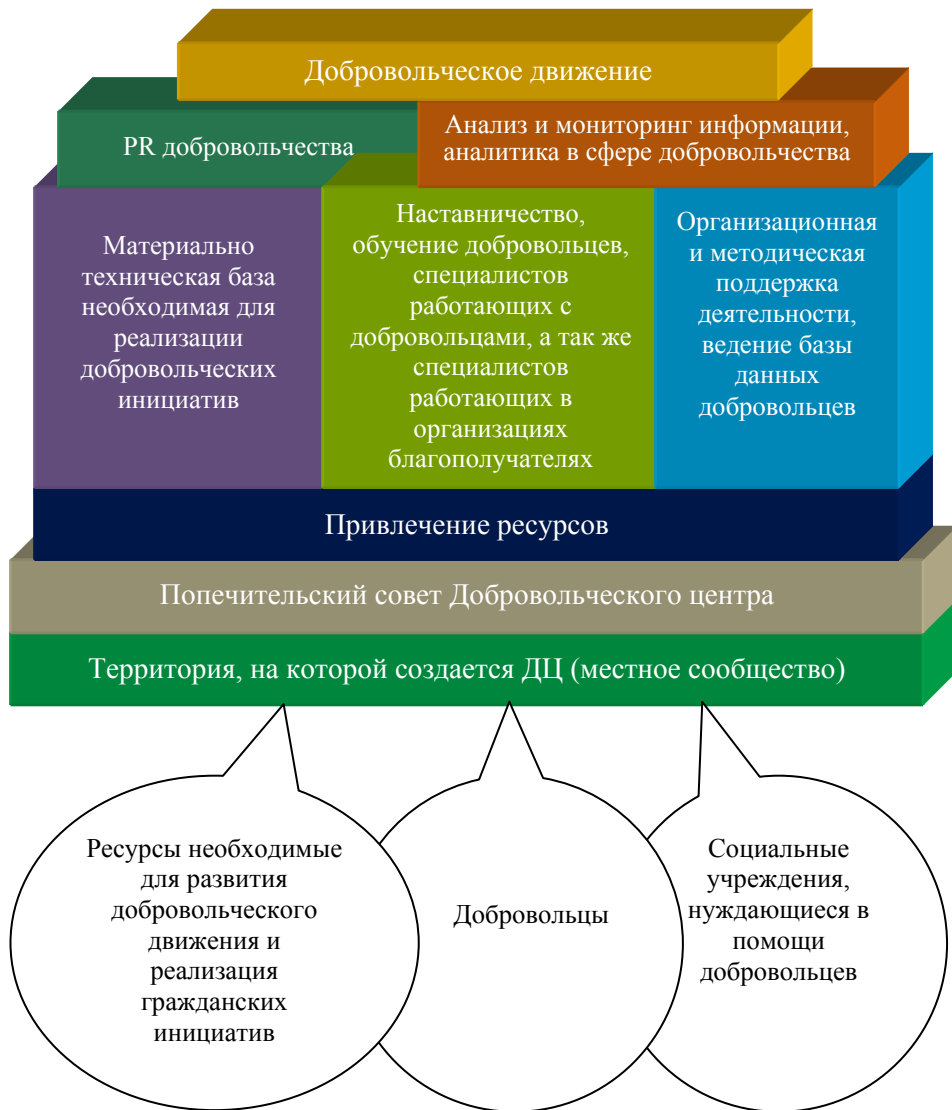 Добровольческое движение
PR добровольчества
Анализ и мониторинг информации,
аналитика в сфере добровольчества
Материально
техническая база
необходимая для
реализации
добровольческих
инициатив
Наставничество,
обучение добровольцев,
специалистов
работающих с
добровольцами, а так же
специалистов
работающих в
организациях
благополучателях
Организационная
и методическая
поддержка
деятельности,
ведение базы
данных
добровольцев
Привлечение ресурсов
Попечительский совет Добровольческого центра
Территория, на которой создается ДЦ (местное сообщество)
Ресурсы необходимые
для развития
добровольческого
движения и
реализация
гражданских
инициатив
Добровольцы
Социальные
учреждения,
нуждающиеся в
помощи
добровольцев